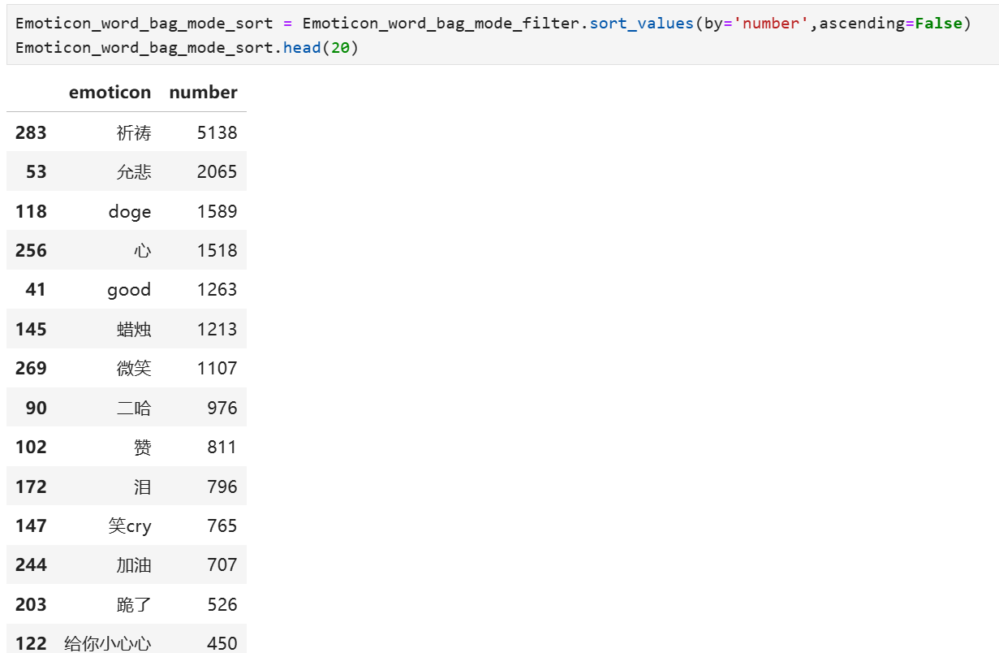 Emoticon_word_bag_mode_sort = Emoticon_word_bag_mode_filter.sort_values(by='number',ascending=False)
Emoticon_word_bag_mode_sort.head(20)
emoticon number
283 祈祷 5138
53 允悲 2065
118 doge 1589
256 心 1518
41 good 1263
145 蜡烛 1213
269 微笑 1107
90 二哈 976
102 赞 811
172 泪 796
147 笑cry 765
244 加油 707
203 跪了 526
122 给你小心心 450